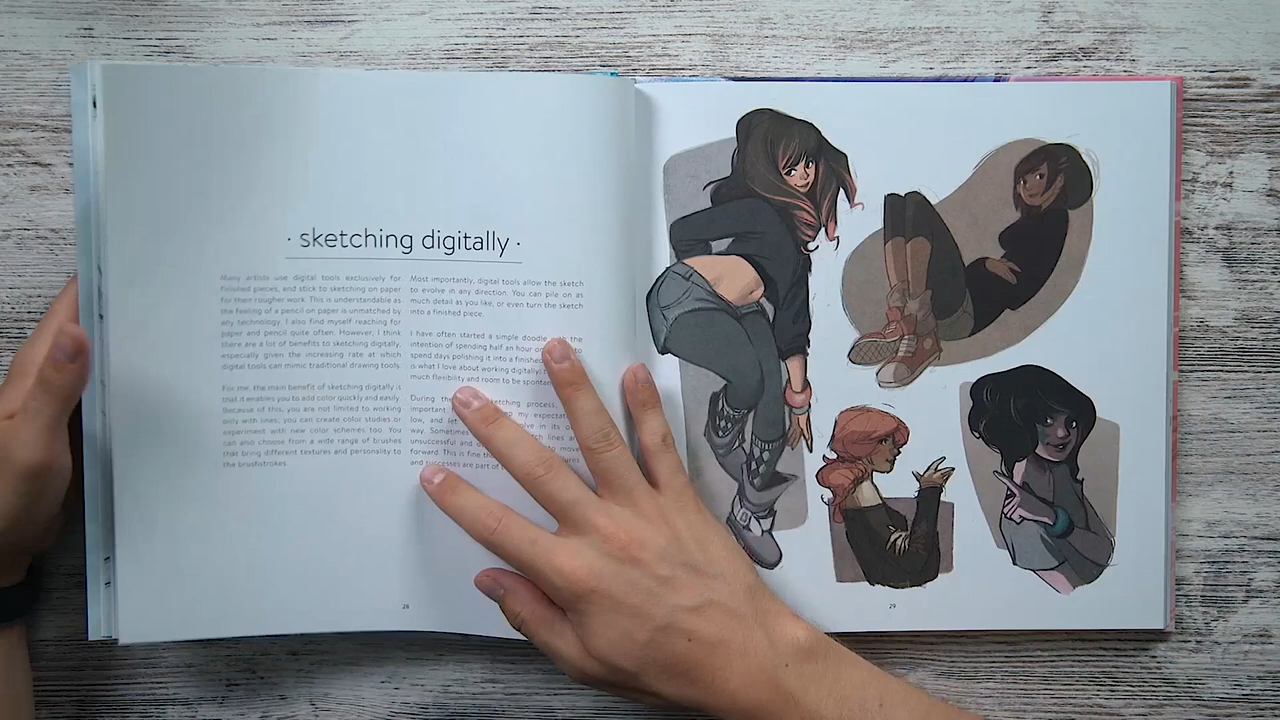 · sketching digitally ·
Many artists use digital tools exclusively for
finished pieces, and stick to sketching on paper
for their rougher work. This is understandable as
the feeling of a pencil on paper is unmatched by
any technology. I also find myself reaching for
paper and pencil quite often. However, I think
there are a lot of benefits to sketching digitally,
especially given the increasing rate at which
digital tools can mimic traditional drawing tools.
For me, the main benefit of sketching digitally is
that it enables you to add color quickly and easily.
Because of this, you are not limited to working
only with lines; you can create color studies or
experiment with new color schemes too. You
can also choose from a wide range of brushes
that bring different textures and personality to
the brushstrokes.
Most importantly, digital tools allow the sketch
to evolve in any direction. You can pile on as
much detail as you like, or even turn the sketch
into a finished piece.
I have often started a simple doodle the
intention of spending half an hour on
spend days polishing it into a finished
is what I love about working digitally:
much flexibility and room to be
During the sketching process,
important my
low, and let evolve in its
way. Sometimes
unsuccessful and lines
forward. This is fine to move
and successes are part of
28
29